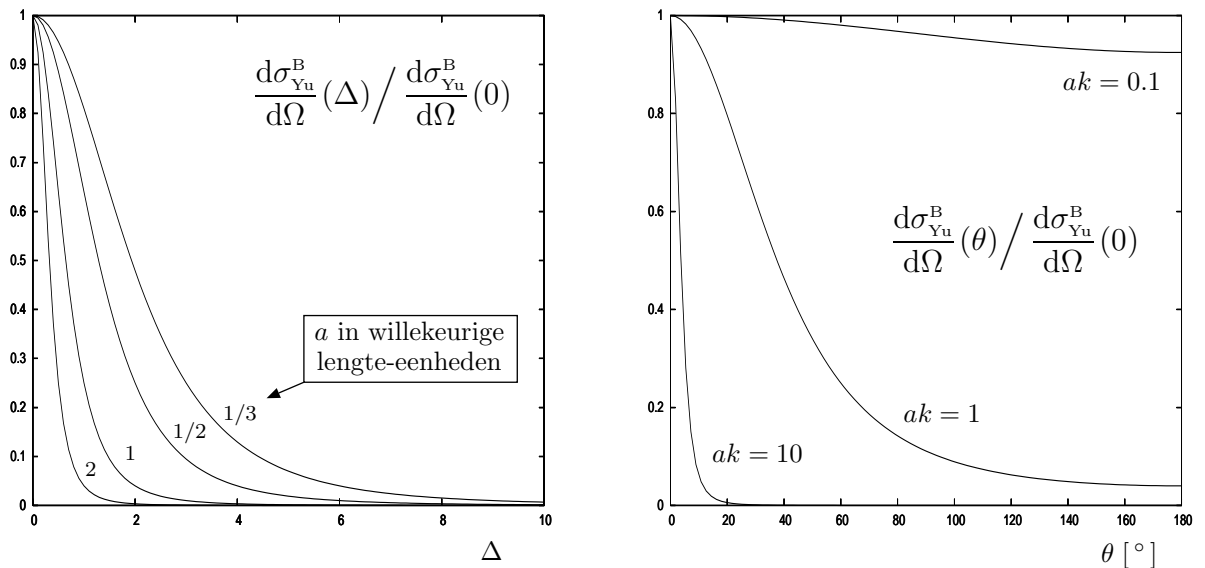 1
0.9
0.8
0.7
0.6
0.5
0.4
0.3
0.2
0.1
0
0 2 4 6 8 10
dσ^B_Yu/dΩ (Δ) / dσ^B_Yu/dΩ (0)
a in willekeurige
lengte-eenheden
1/3
1/2
1
2
Δ
1
0.8
0.6
0.4
0.2
0
0 20 40 60 80 100 120 140 160 180
ak = 0.1
dσ^B_Yu/dΩ (θ) / dσ^B_Yu/dΩ (0)
ak = 1
ak = 10
θ [°]